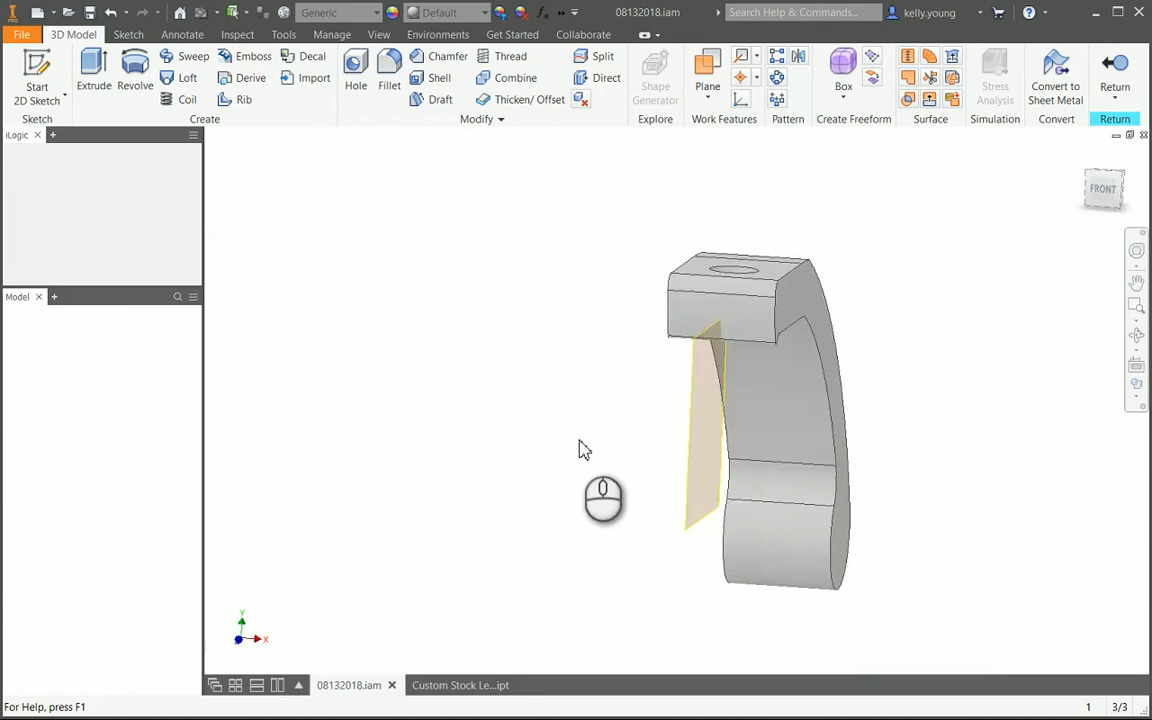 PRO Generic Default fx 08132018.iam Search Help & Commands... kelly.young
File 3D Model Sketch Annotate Inspect Tools Manage View Environments Get Started Collaborate
Start
2D Sketch
Extrude
Revolve
Sweep
Loft
Coil
Emboss
Derive
Rib
Decal
Import
Hole
Fillet
Chamfer
Shell
Draft
Thread
Combine
Thicken/ Offset
Split
Direct
Shape
Generator
Plane
Box
Stress
Analysis
Convert to
Sheet Metal
Return
Sketch Create Modify Explore Work Features Pattern Create Freeform Surface Simulation Convert Return
iLogic
Model
FRONT
Y
X
08132018.iam Custom Stock Le...ipt
For Help, press F1 1 3/3